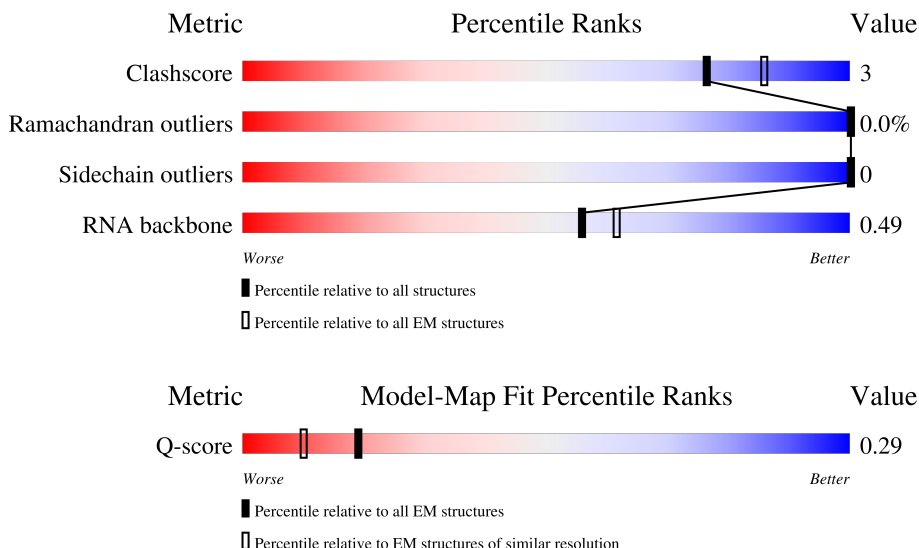 Metric Percentile Ranks Value
Clashscore 3
Ramachandran outliers 0.0%
Sidechain outliers 0
RNA backbone 0.49
Worse Better
Percentile relative to all structures
Percentile relative to all EM structures
Metric Model-Map Fit Percentile Ranks Value
Q-score 0.29
Worse Better
Percentile relative to all EM structures
Percentile relative to EM structures of similar resolution